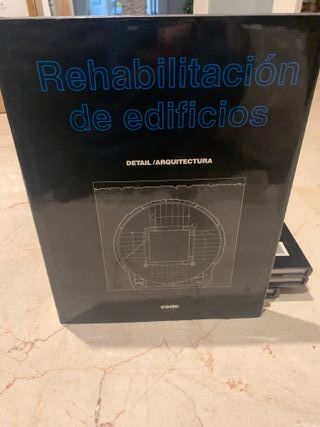 Rehabilitación
de edificios
DETAIL/ARQUITECTURA
ceac